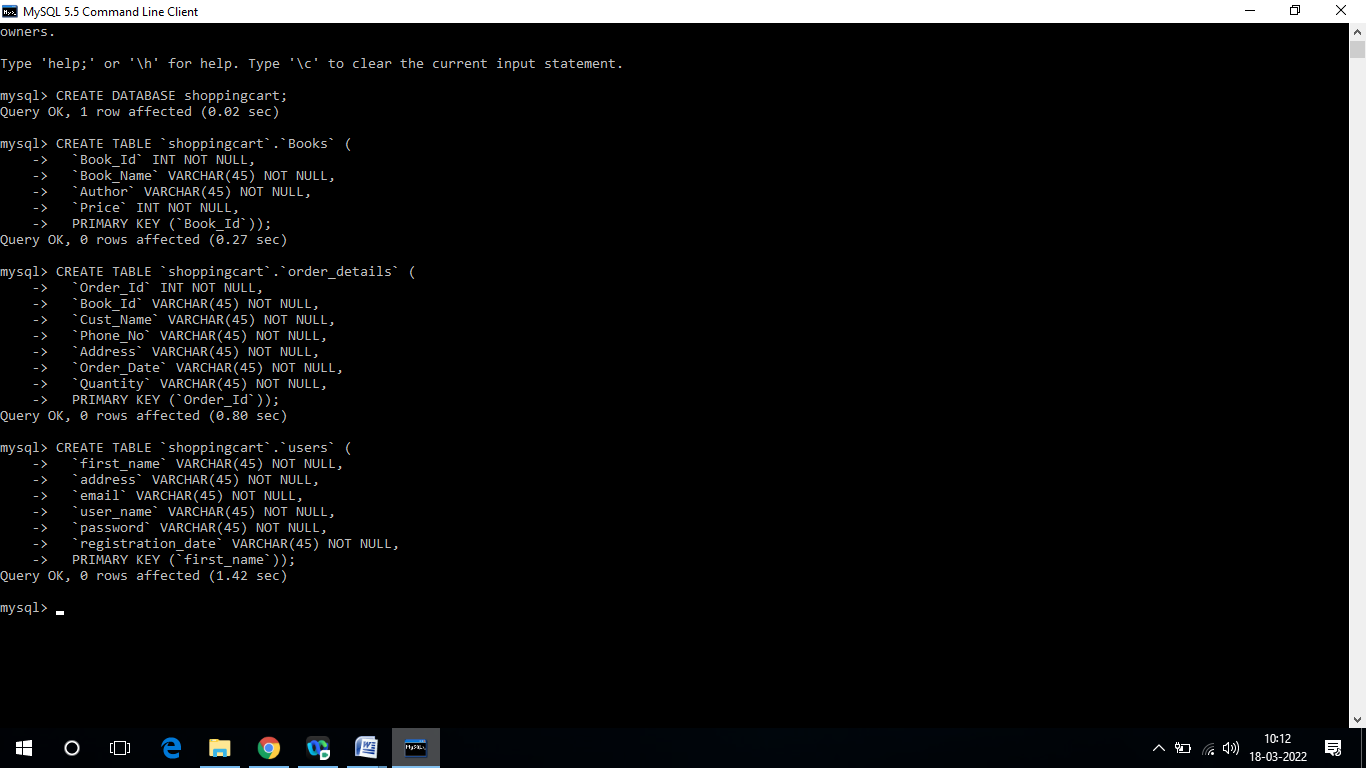 MySQL 5.5 Command Line Client
owners.
Type 'help;' or '\h' for help. Type '\c' to clear the current input statement.
mysql> CREATE DATABASE shoppingcart;
Query OK, 1 row affected (0.02 sec)
mysql> CREATE TABLE `shoppingcart`.`Books` (
    ->   `Book_Id` INT NOT NULL,
    ->   `Book_Name` VARCHAR(45) NOT NULL,
    ->   `Author` VARCHAR(45) NOT NULL,
    ->   `Price` INT NOT NULL,
    ->   PRIMARY KEY (`Book_Id`));
Query OK, 0 rows affected (0.27 sec)
mysql> CREATE TABLE `shoppingcart`.`order_details` (
    ->   `Order_Id` INT NOT NULL,
    ->   `Book_Id` VARCHAR(45) NOT NULL,
    ->   `Cust_Name` VARCHAR(45) NOT NULL,
    ->   `Phone_No` VARCHAR(45) NOT NULL,
    ->   `Address` VARCHAR(45) NOT NULL,
    ->   `Order_Date` VARCHAR(45) NOT NULL,
    ->   `Quantity` VARCHAR(45) NOT NULL,
    ->   PRIMARY KEY (`Order_Id`));
Query OK, 0 rows affected (0.80 sec)
mysql> CREATE TABLE `shoppingcart`.`users` (
    ->   `first_name` VARCHAR(45) NOT NULL,
    ->   `address` VARCHAR(45) NOT NULL,
    ->   `email` VARCHAR(45) NOT NULL,
    ->   `user_name` VARCHAR(45) NOT NULL,
    ->   `password` VARCHAR(45) NOT NULL,
    ->   `registration_date` VARCHAR(45) NOT NULL,
    ->   PRIMARY KEY (`first_name`));
Query OK, 0 rows affected (1.42 sec)
mysql>
10:12
18-03-2022